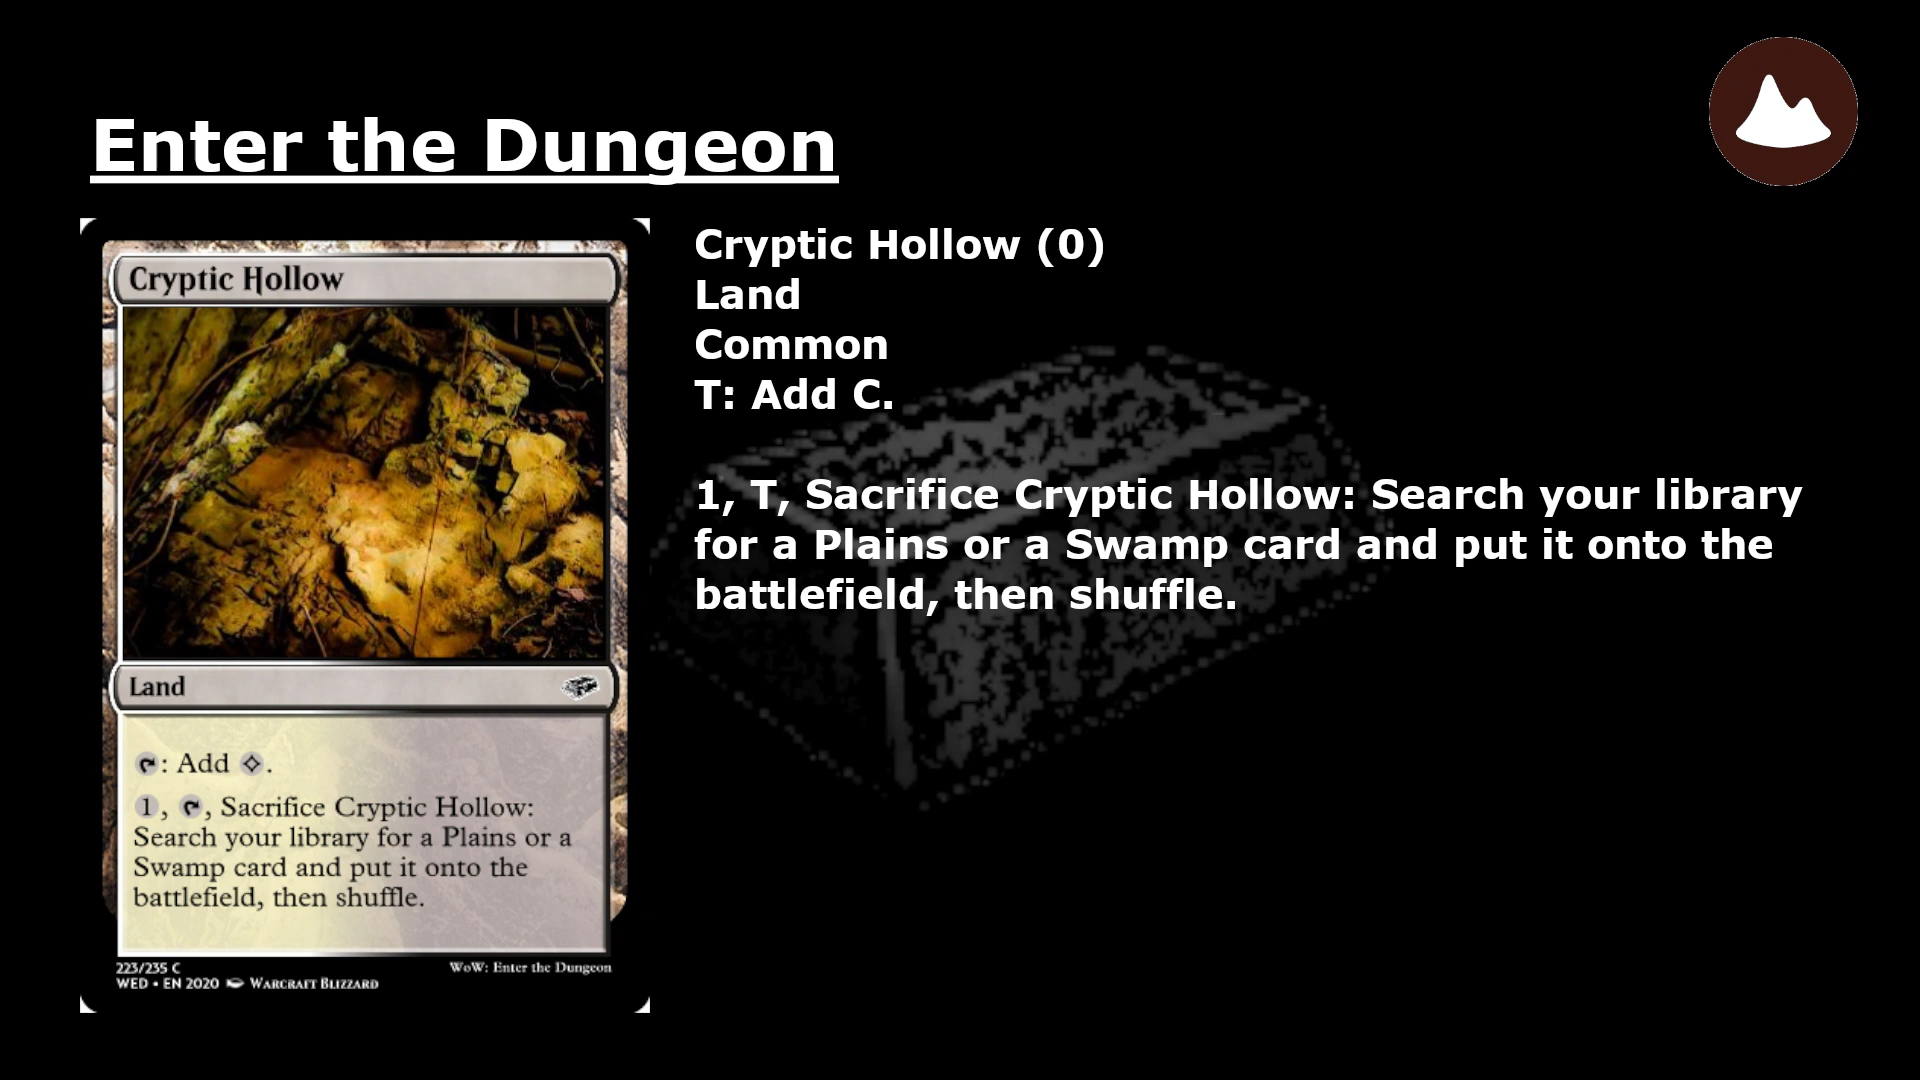 Enter the Dungeon
Cryptic Hollow
Land
T: Add C.
1, T, Sacrifice Cryptic Hollow:
Search your library for a Plains or a
Swamp card and put it onto the
battlefield, then shuffle.
223/235 C
WED • EN 2020 Warcraft Blizzard
WoW: Enter the Dungeon
Cryptic Hollow (0)
Land
Common
T: Add C.
1, T, Sacrifice Cryptic Hollow: Search your library
for a Plains or a Swamp card and put it onto the
battlefield, then shuffle.